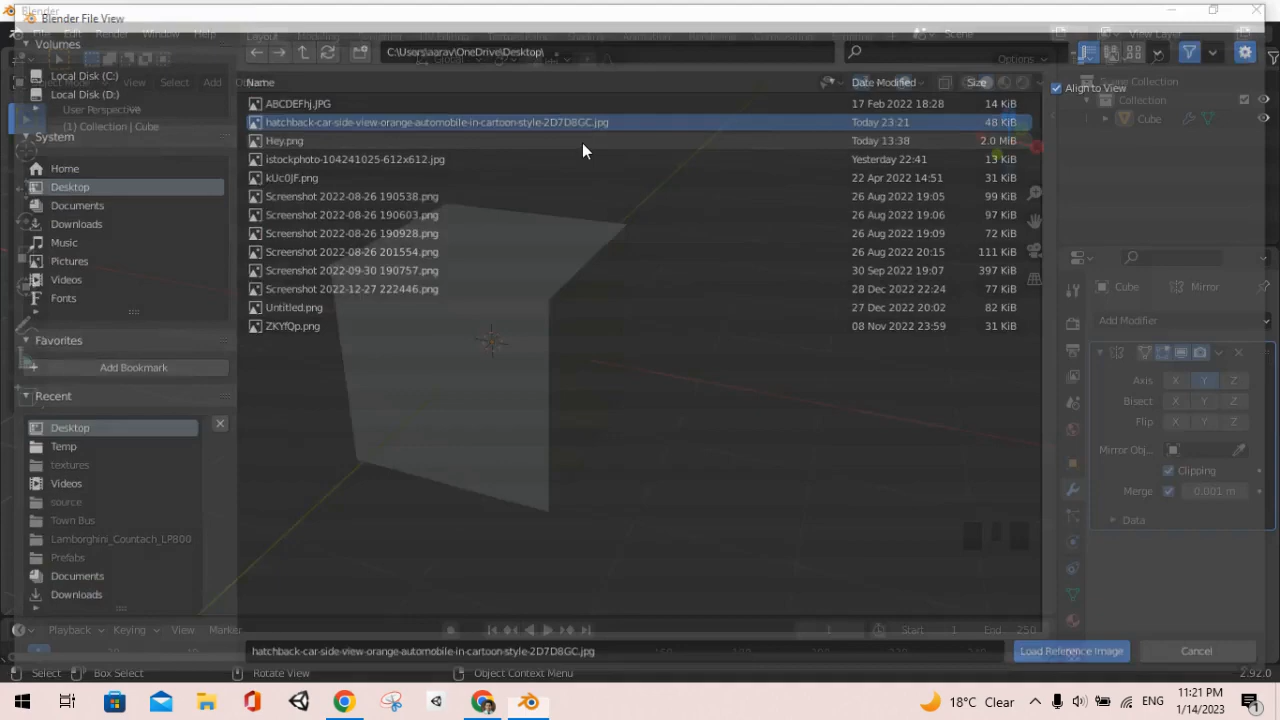 Blender
Blender File View
File Edit Render Window Help
Layout
Scene
View Layer
Volumes
C:\Users\aarav\OneDrive\Desktop\
Global
Options
Local Disk (C:)
Local Disk (D:)
Object Mode View Select Add
Name Date Modified Size
Scene Collection
Align to View
Collection
Cube
User Perspective
(1) Collection | Cube
ABCDEFhj.JPG 17 Feb 2022 18:28 14 KiB
hatchback-car-side-view-orange-automobile-in-cartoon-style-2D7D8GC.jpg Today 23:21 48 KiB
Hey.png Today 13:38 2.0 MiB
istockphoto-104241025-612x612.jpg Yesterday 22:41 13 KiB
kUc0JF.png 22 Apr 2022 14:51 31 KiB
Screenshot 2022-08-26 190538.png 26 Aug 2022 19:05 99 KiB
Screenshot 2022-08-26 190603.png 26 Aug 2022 19:06 97 KiB
Screenshot 2022-08-26 190928.png 26 Aug 2022 19:09 72 KiB
Screenshot 2022-08-26 201554.png 26 Aug 2022 20:15 111 KiB
Screenshot 2022-09-30 190757.png 30 Sep 2022 19:07 397 KiB
Screenshot 2022-12-27 222446.png 28 Dec 2022 22:24 77 KiB
Untitled.png 27 Dec 2022 20:02 82 KiB
ZKYfQp.png 08 Nov 2022 23:59 31 KiB
System
Home
Desktop
Documents
Downloads
Music
Pictures
Videos
Fonts
Favorites
Add Bookmark
Recent
Desktop
Temp
textures
Videos
source
Town Bus
Lamborghini_Countach_LP800
Prefabs
Documents
Downloads
Cube Mirror
Add Modifier
Axis X Y Z
Bisect X Y Z
Flip X Y Z
Mirror Obj...
Clipping
Merge 0.001 m
Data
Playback Keying View Marker
1 Start 1 End 250
hatchback-car-side-view-orange-automobile-in-cartoon-style-2D7D8GC.jpg
Load Reference Image Cancel
Select Box Select Rotate View Object Context Menu 2.92.0
18°C Clear ENG 11:21 PM
1/14/2023